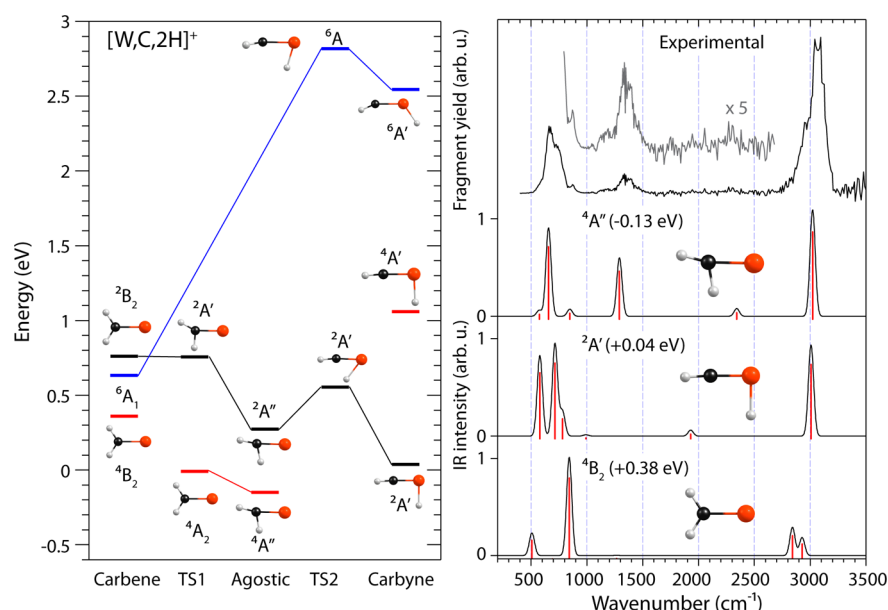 [W,C,2H]⁺
Energy (eV)
3
2.5
2
1.5
1
0.5
0
-0.5
⁶A
⁶A′
⁴A′
²B₂
²A′
²A′
⁶A₁
²A″
⁴B₂
⁴A₂
⁴A″
²A′
Carbene TS1 Agostic TS2 Carbyne
Experimental
x 5
Fragment yield (arb. u.)
⁴A″ (-0.13 eV)
1
0
²A′ (+0.04 eV)
1
0
IR intensity (arb. u.)
⁴B₂ (+0.38 eV)
1
0
500 1000 1500 2000 2500 3000 3500
Wavenumber (cm⁻¹)